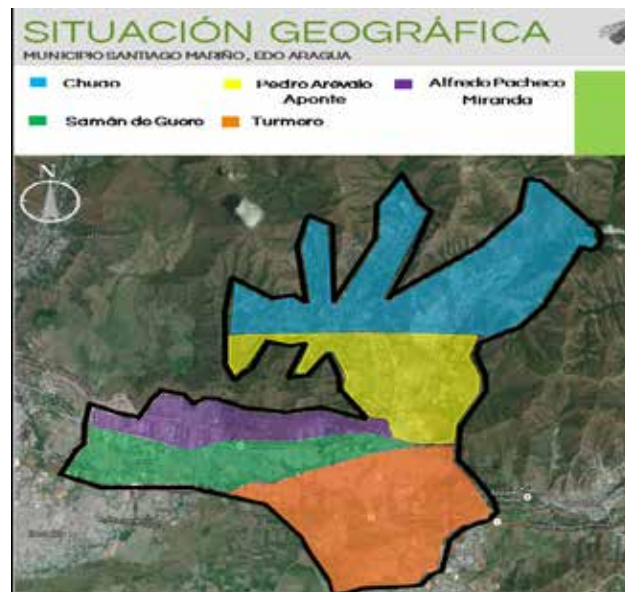 SITUACIÓN GEOGRÁFICA
MUNICIPIO SANTIAGO MARIÑO, EDO ARAGUA
Chuao
Pedro Arevalo Aponte
Alfredo Pacheco Miranda
Samán de Guere
Turmero
N